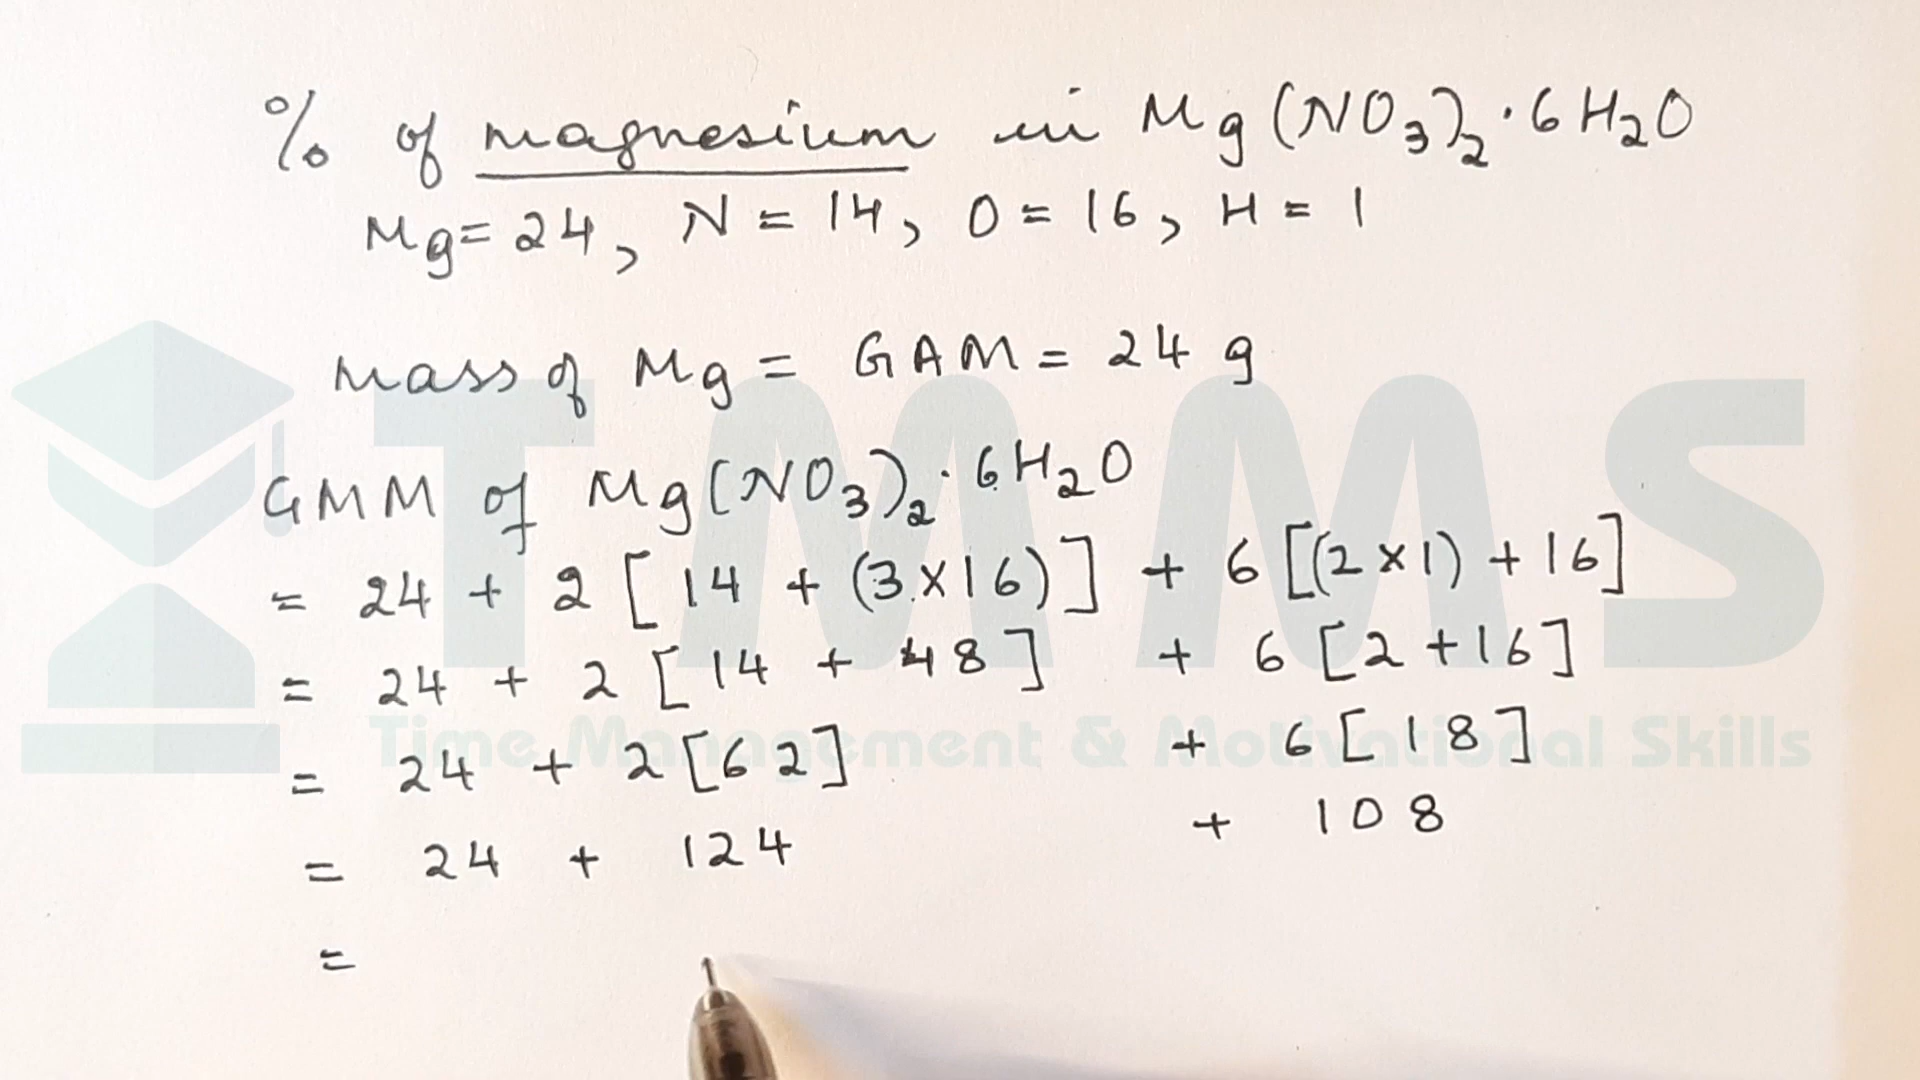 % of magnesium in Mg(NO₃)₂·6H₂O
Mg=24, N=14, O=16, H=1
Mass of Mg = GAM = 24 g
GMM of Mg(NO₃)₂·6H₂O
= 24 + 2[14 + (3×16)] + 6[(2×1)+16]
= 24 + 2[14 + 48] + 6[2+16]
= 24 + 2[62] + 6[18]
= 24 + 124 + 108
=
TMMS
Time Management & Motivational Skills